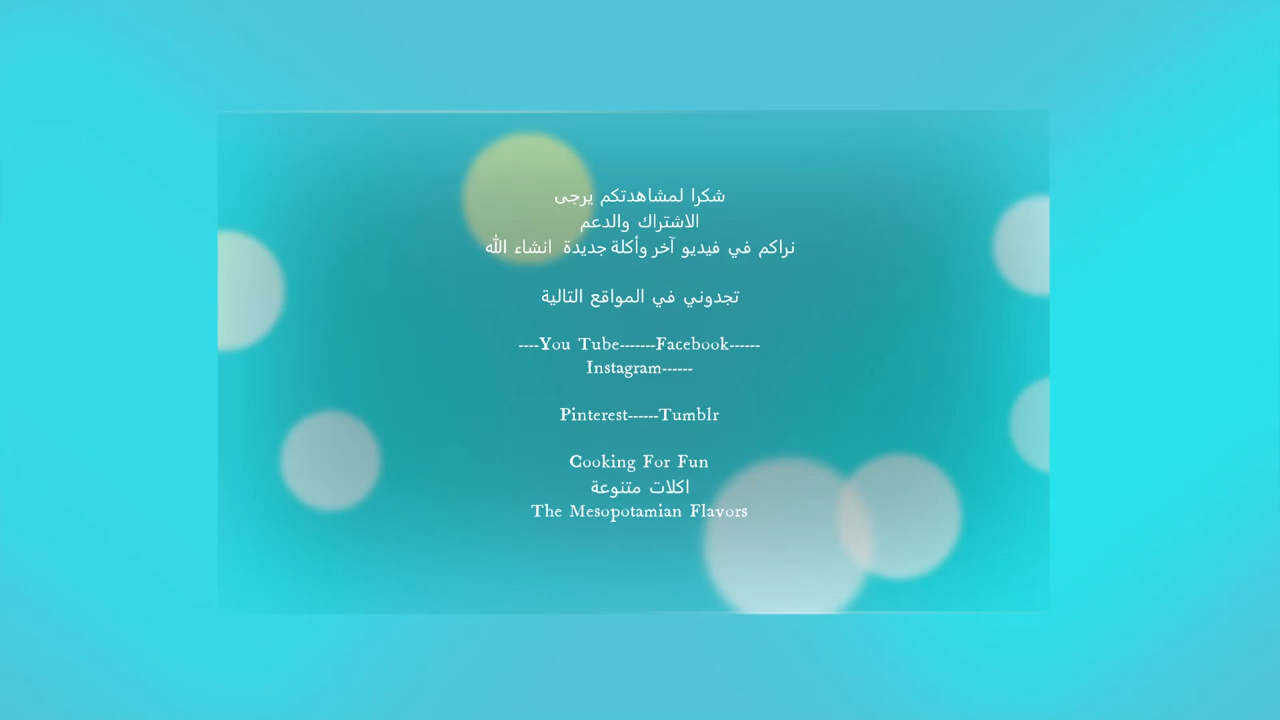 شكرا لمشاهدتكم يرجى
الاشتراك والدعم
نراكم في فيديو آخر وأكلة جديدة انشاء الله
تجدوني في المواقع التالية
----You Tube-------Facebook------
Instagram------
Pinterest------Tumblr
Cooking For Fun
اكلات متنوعة
The Mesopotamian Flavors